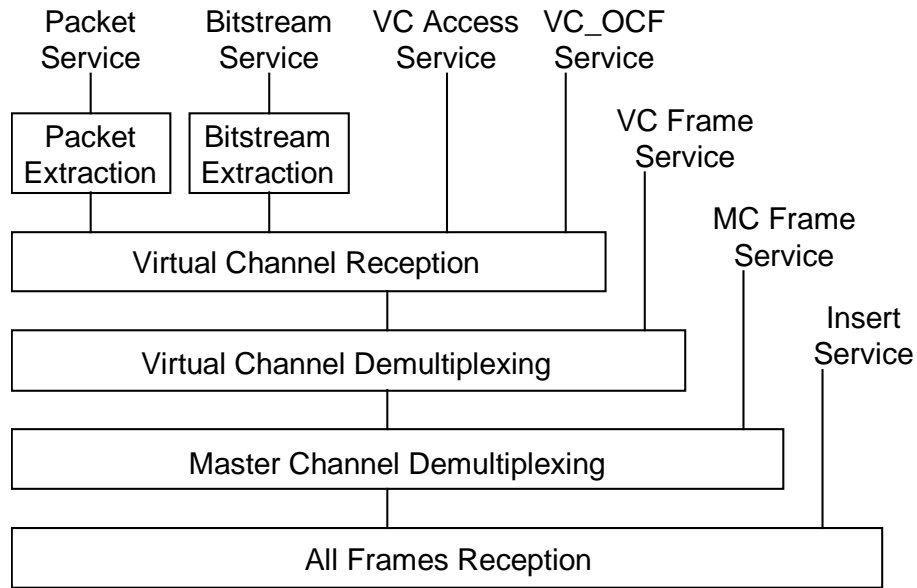 Packet
Service
Bitstream
Service
VC Access
Service
VC_OCF
Service
Packet
Extraction
Bitstream
Extraction
VC Frame
Service
Virtual Channel Reception
MC Frame
Service
Virtual Channel Demultiplexing
Insert
Service
Master Channel Demultiplexing
All Frames Reception